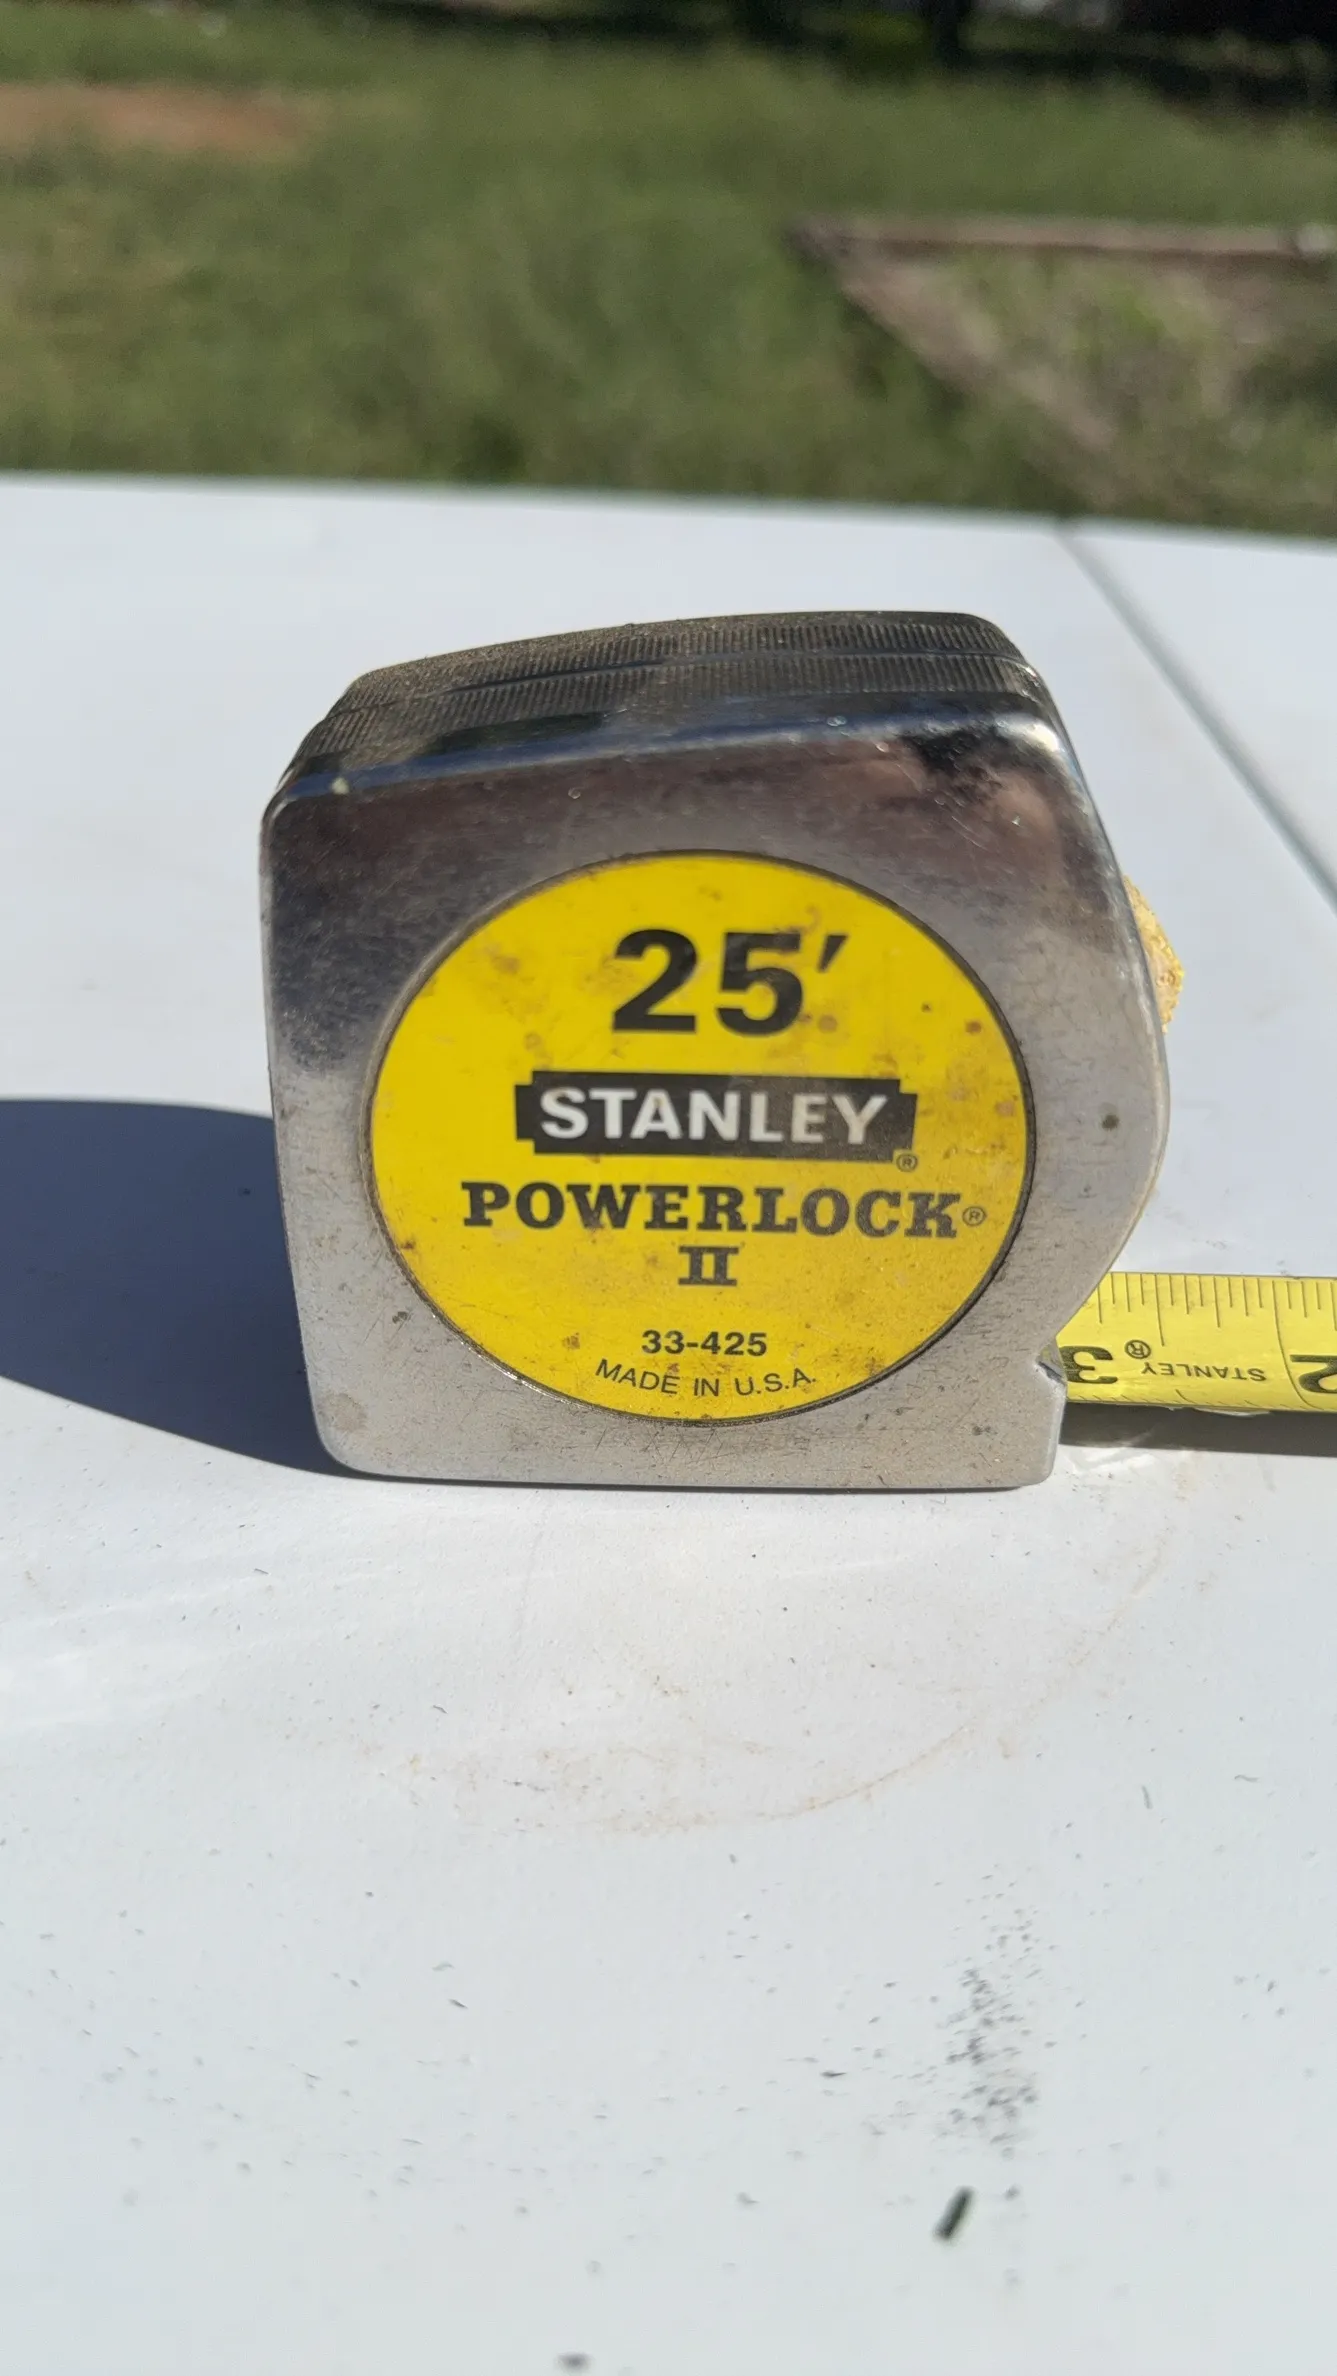 25′
STANLEY®
POWERLOCK®
II
33-425
MADE IN U.S.A.
3 ® STANLEY 2